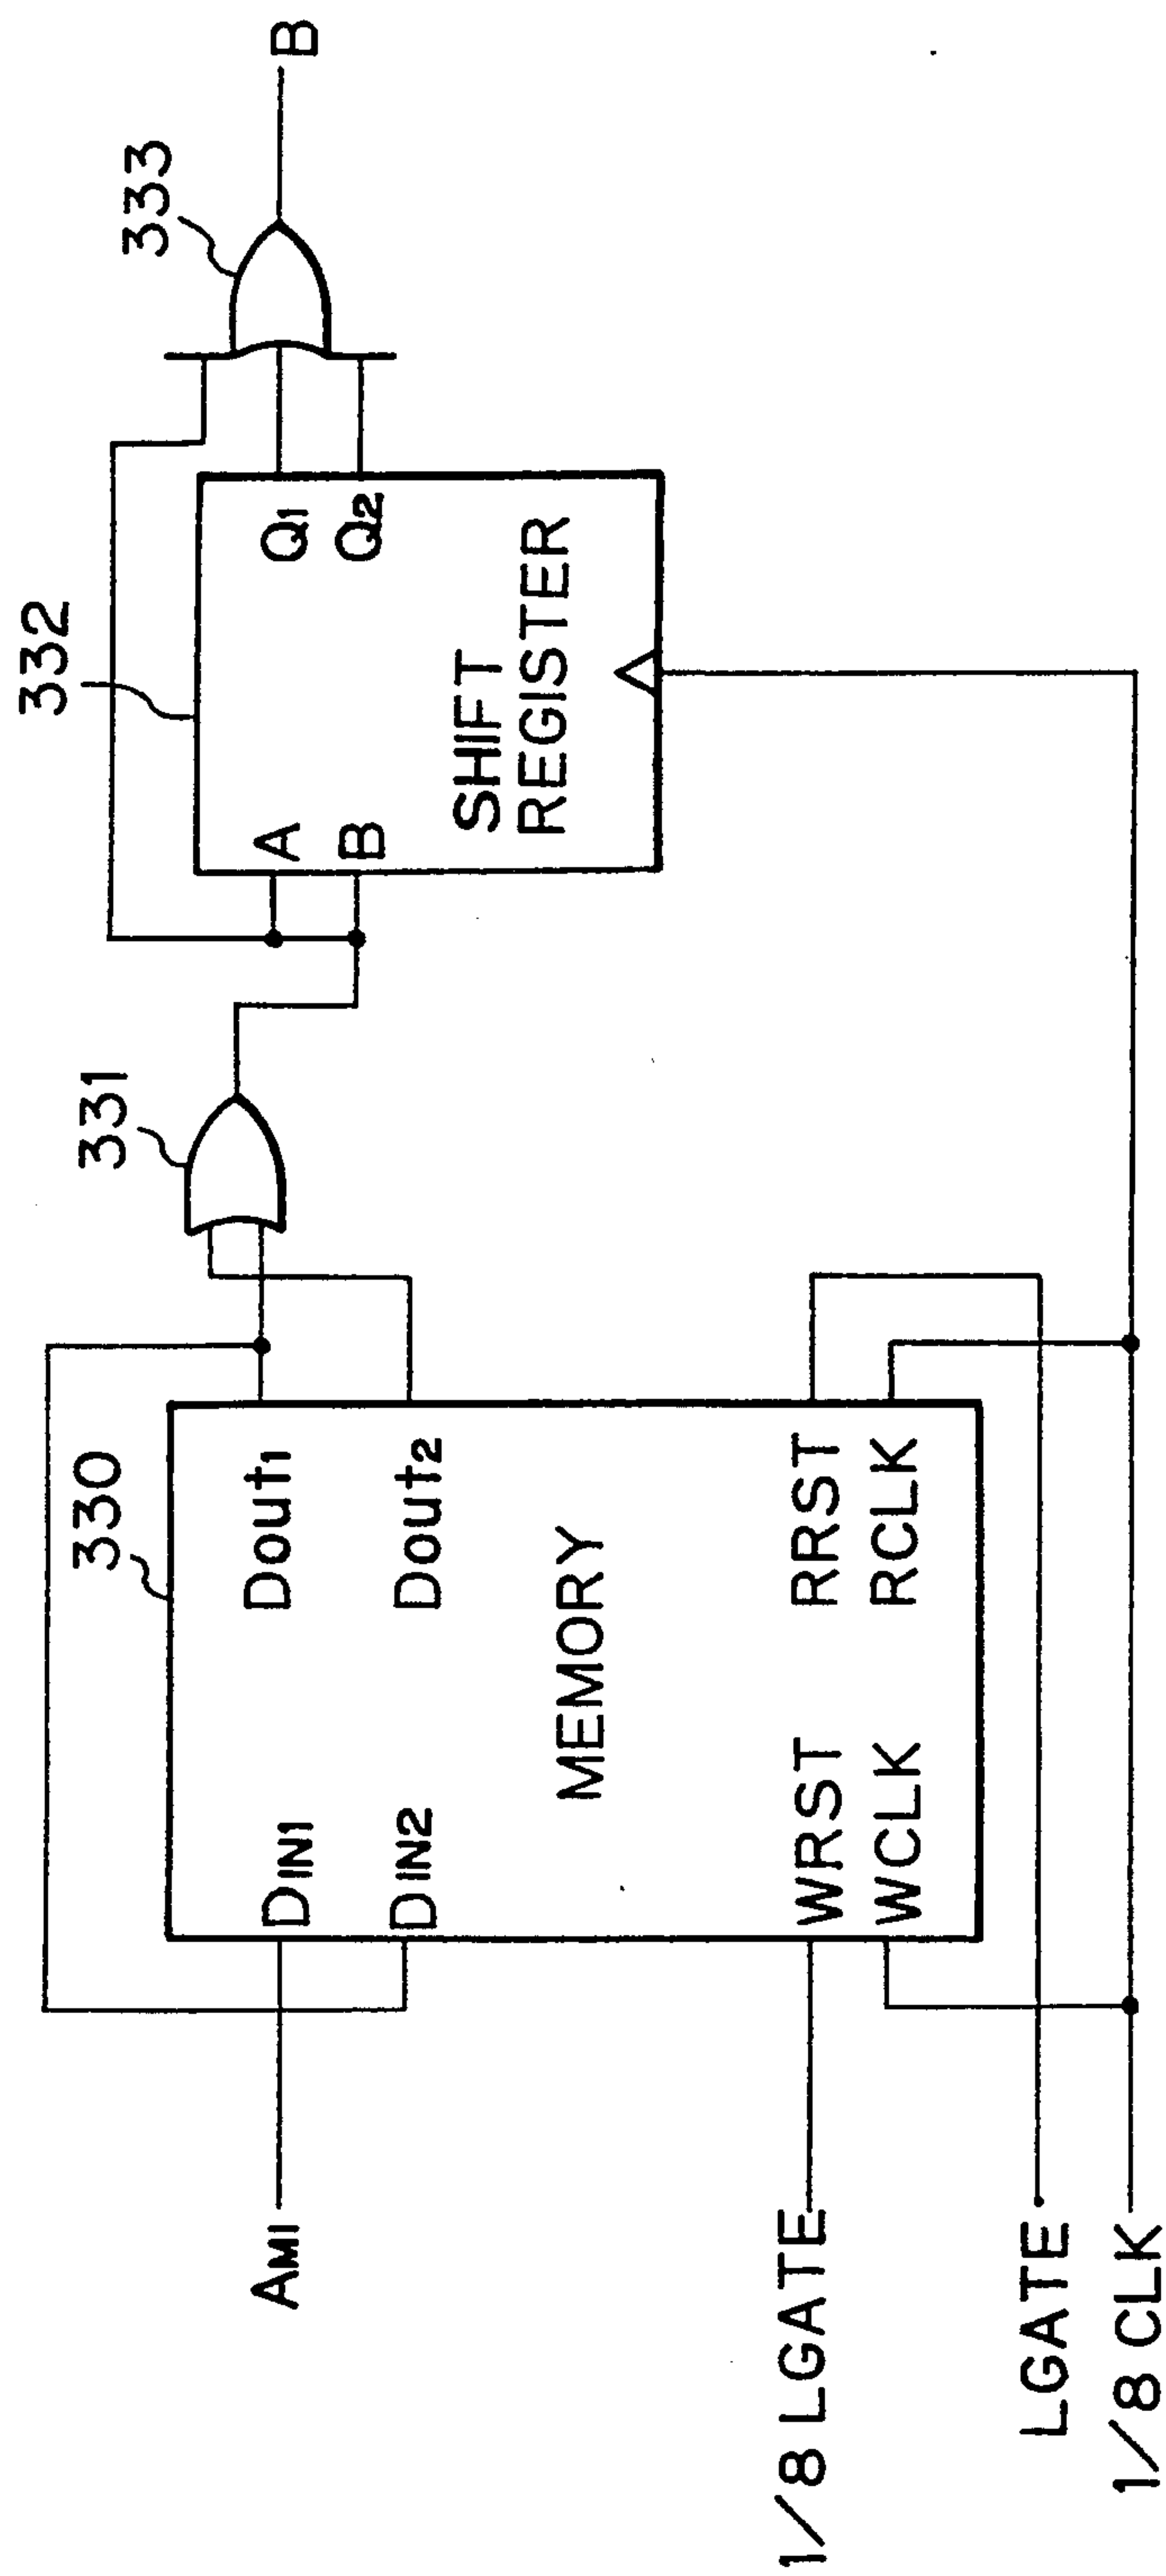 330
331
332
333
AM1
DIN1
DIN2
Dout1
Dout2
MEMORY
WRST
WCLK
RRST
RCLK
1/8 LGATE
LGATE
1/8 CLK
A
B
Q1
Q2
SHIFT
REGISTER
B